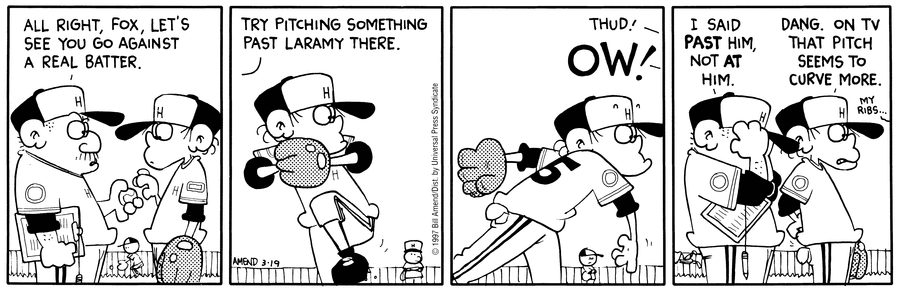 ALL RIGHT, FOX, LET'S
SEE YOU GO AGAINST
A REAL BATTER.
H
H
H
H
TRY PITCHING SOMETHING
PAST LARAMY THERE.
H
H
H
AMEND 3·19
© 1997 Bill Amend/Dist. by Universal Press Syndicate
THUD!
OW!
H
I SAID
PAST HIM,
NOT AT
HIM.
DANG. ON TV
THAT PITCH
SEEMS TO
CURVE MORE.
MY
RIBS...
H
H